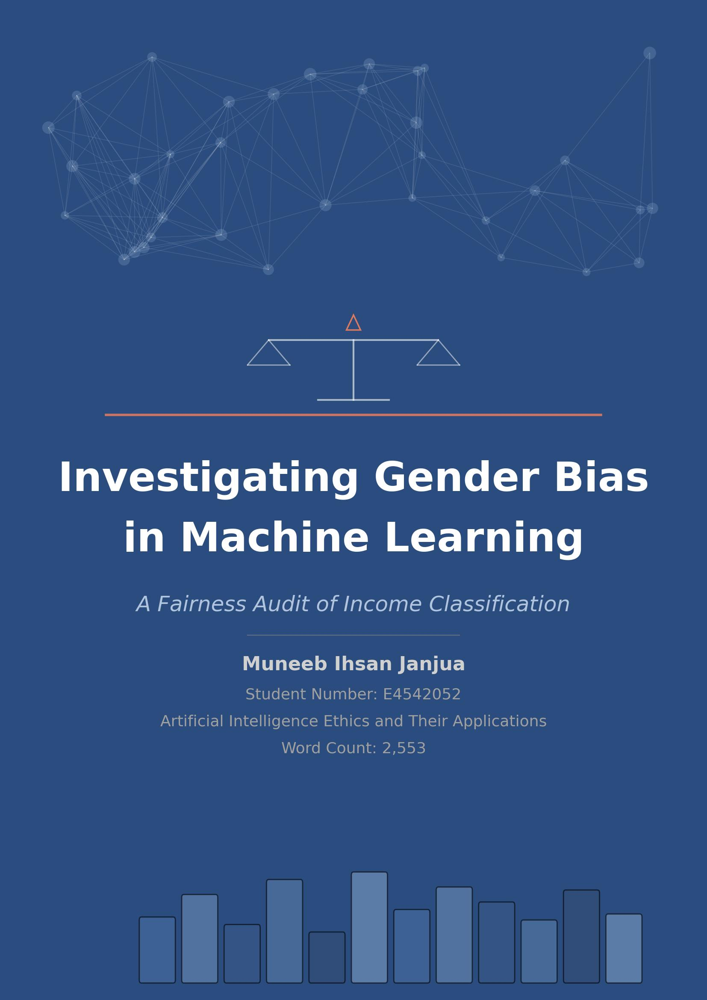 Investigating Gender Bias
in Machine Learning
A Fairness Audit of Income Classification
Muneeb Ihsan Janjua
Student Number: E4542052
Artificial Intelligence Ethics and Their Applications
Word Count: 2,553